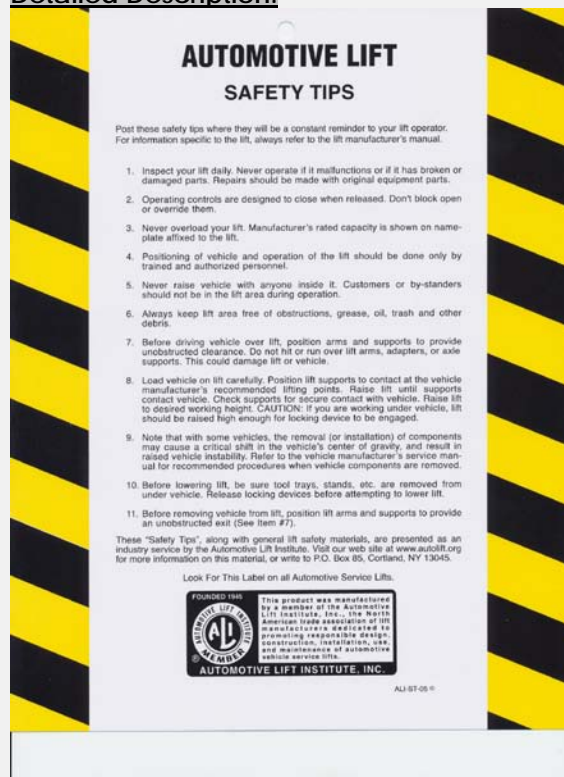 Detailed Description:
AUTOMOTIVE LIFT
SAFETY TIPS
Post these safety tips where they will be a constant reminder to your lift operator.
For information specific to the lift, always refer to the lift manufacturer's manual.
1. Inspect your lift daily. Never operate if it malfunctions or if it has broken or
damaged parts. Repairs should be made with original equipment parts.
2. Operating controls are designed to close when released. Don't block open
or override them.
3. Never overload your lift. Manufacturer's rated capacity is shown on name-
plate affixed to the lift.
4. Positioning of vehicle and operation of the lift should be done only by
trained and authorized personnel.
5. Never raise vehicle with anyone inside it. Customers or by-standers
should not be in the lift area during operation.
6. Always keep lift area free of obstructions, grease, oil, trash and other
debris.
7. Before driving vehicle over lift, position arms and supports to provide
unobstructed clearance. Do not hit or run over lift arms, adapters, or axle
supports. This could damage lift or vehicle.
8. Load vehicle on lift carefully. Position lift supports to contact at the vehicle
manufacturer's recommended lifting points. Raise lift until supports
contact vehicle. Check supports for secure contact with vehicle. Raise lift
to desired working height. CAUTION: If you are working under vehicle, lift
should be raised high enough for locking device to be engaged.
9. Note that with some vehicles, the removal (or installation) of components
may cause a critical shift in the vehicle's center of gravity, and result in
raised vehicle instability. Refer to the vehicle manufacturer's service man-
ual for recommended procedures when vehicle components are removed.
10. Before lowering lift, be sure tool trays, stands, etc. are removed from
under vehicle. Release locking devices before attempting to lower lift.
11. Before removing vehicle from lift, position lift arms and supports to provide
an unobstructed exit (See Item #7).
These "Safety Tips", along with general lift safety materials, are presented as an
industry service by the Automotive Lift Institute. Visit our web site at www.autolift.org
for more information on this material, or write to P.O. Box 85, Cortland, NY 13045.
Look For This Label on all Automotive Service Lifts.
FOUNDED 1945
AUTOMOTIVE LIFT INSTITUTE
ALI
MEMBER
This product was manufactured
by a member of the Automotive
Lift Institute, Inc., the North
American trade association of lift
manufacturers dedicated to
promoting responsible design,
construction, installation, use,
and maintenance of automotive
vehicle service lifts.
AUTOMOTIVE LIFT INSTITUTE, INC.
ALI-ST-05 ©